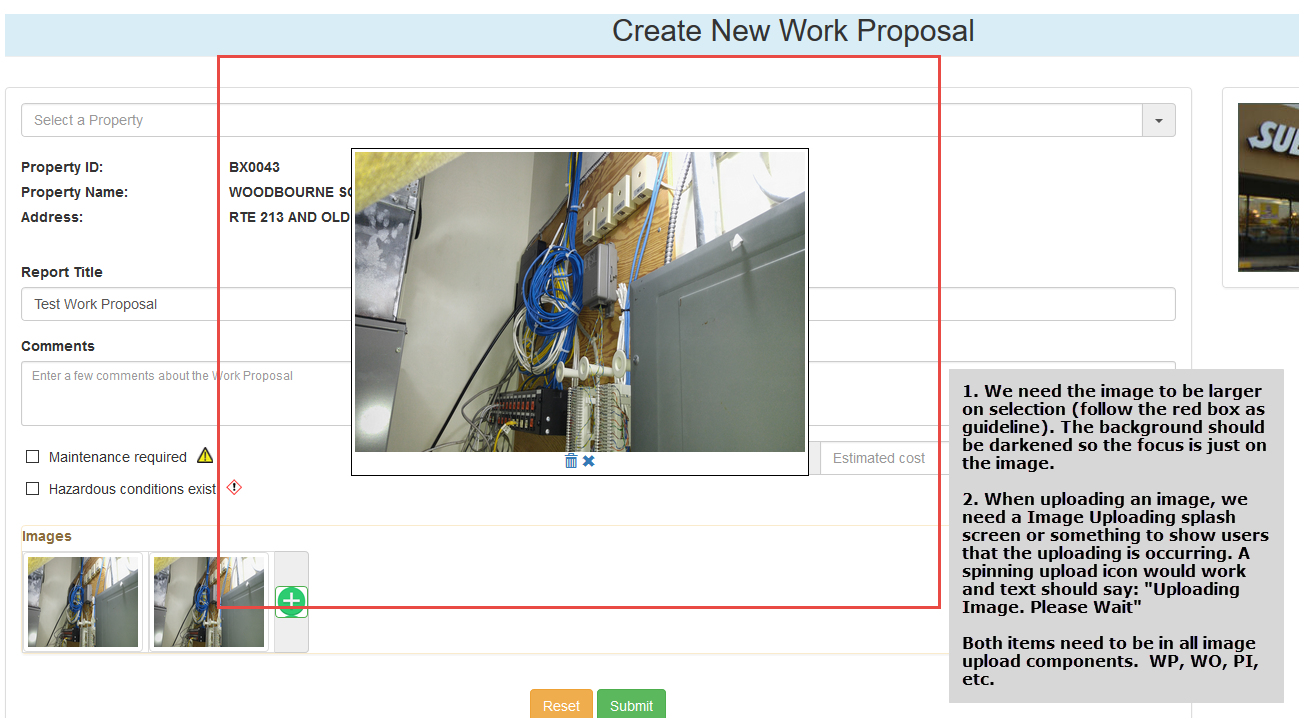 Create New Work Proposal
Select a Property
Property ID: BX0043
Property Name: WOODBOURNE
Address: RTE 213 AND OLD
Report Title
Test Work Proposal
Comments
Enter a few comments about the Work Proposal
Maintenance required
Estimated cost
Hazardous conditions exist
Images
Reset Submit
1. We need the image to be larger
on selection (follow the red box as
guideline). The background should
be darkened so the focus is just on
the image.
2. When uploading an image, we
need a Image Uploading splash
screen or something to show users
that the uploading is occurring. A
spinning upload icon would work
and text should say: "Uploading
Image. Please Wait"
Both items need to be in all image
upload components. WP, WO, PI,
etc.